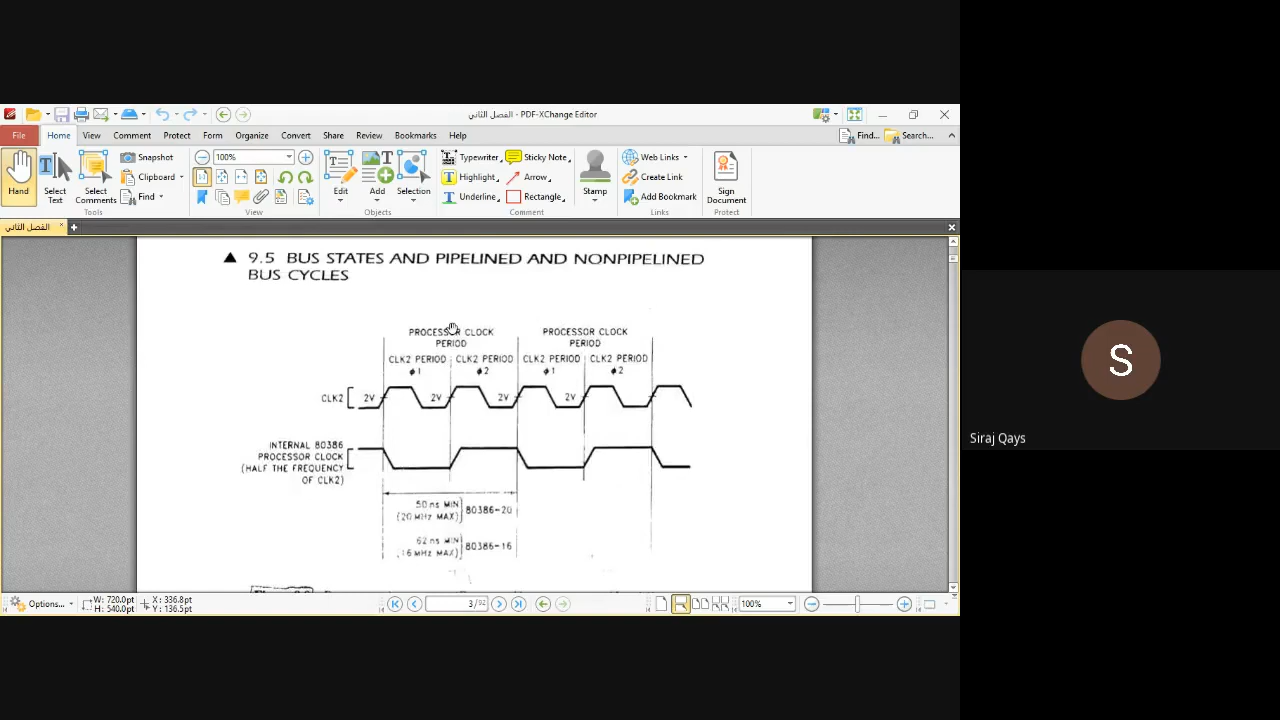 الفصل الثاني - PDF-XChange Editor
File Home View Comment Protect Form Organize Convert Share Review Bookmarks Help
Find... Search...
Hand
Select Text
Select Comments
Snapshot
Clipboard
Find
Tools
100%
View
Edit
Add
Selection
Objects
Typewriter
Highlight
Underline
Sticky Note
Arrow
Rectangle
Comment
Stamp
Web Links
Create Link
Add Bookmark
Links
Sign Document
Protect
الفصل الثاني
▲ 9.5 BUS STATES AND PIPELINED AND NONPIPELINED
BUS CYCLES
PROCESSOR CLOCK PROCESSOR CLOCK
PERIOD PERIOD
CLK2 PERIOD CLK2 PERIOD CLK2 PERIOD CLK2 PERIOD
ϕ1 ϕ2 ϕ1 ϕ2
CLK2 2V 2V 2V 2V
INTERNAL 80386
PROCESSOR CLOCK
(HALF THE FREQUENCY
OF CLK2)
50 ns MIN
(20 MHz MAX) 80386-20
62 ns MIN
(16 MHz MAX) 80386-16
Options...
W: 720.0pt
H: 540.0pt
X: 336.8pt
Y: 136.5pt
3 /92
100%
S
Siraj Qays